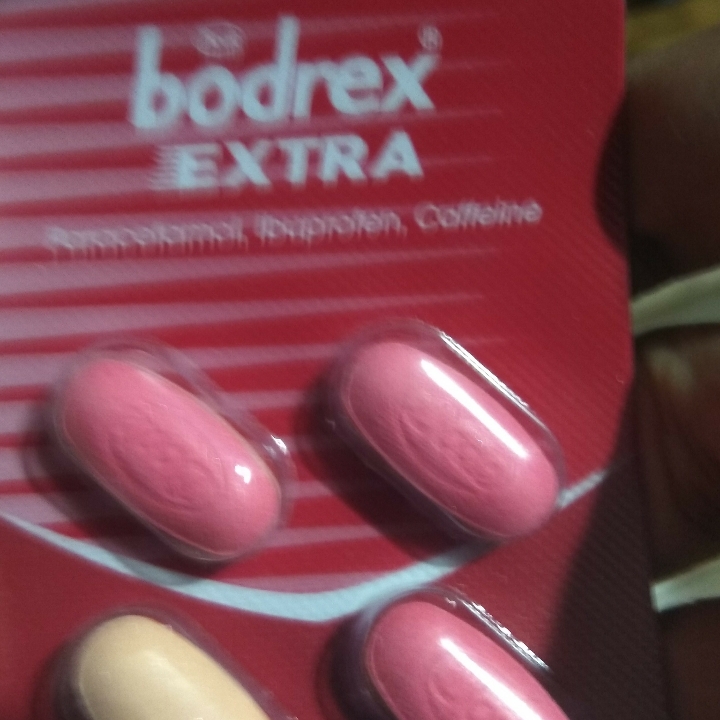 bodrex®
EXTRA
Paracetamol, Ibuprofen, Caffeine